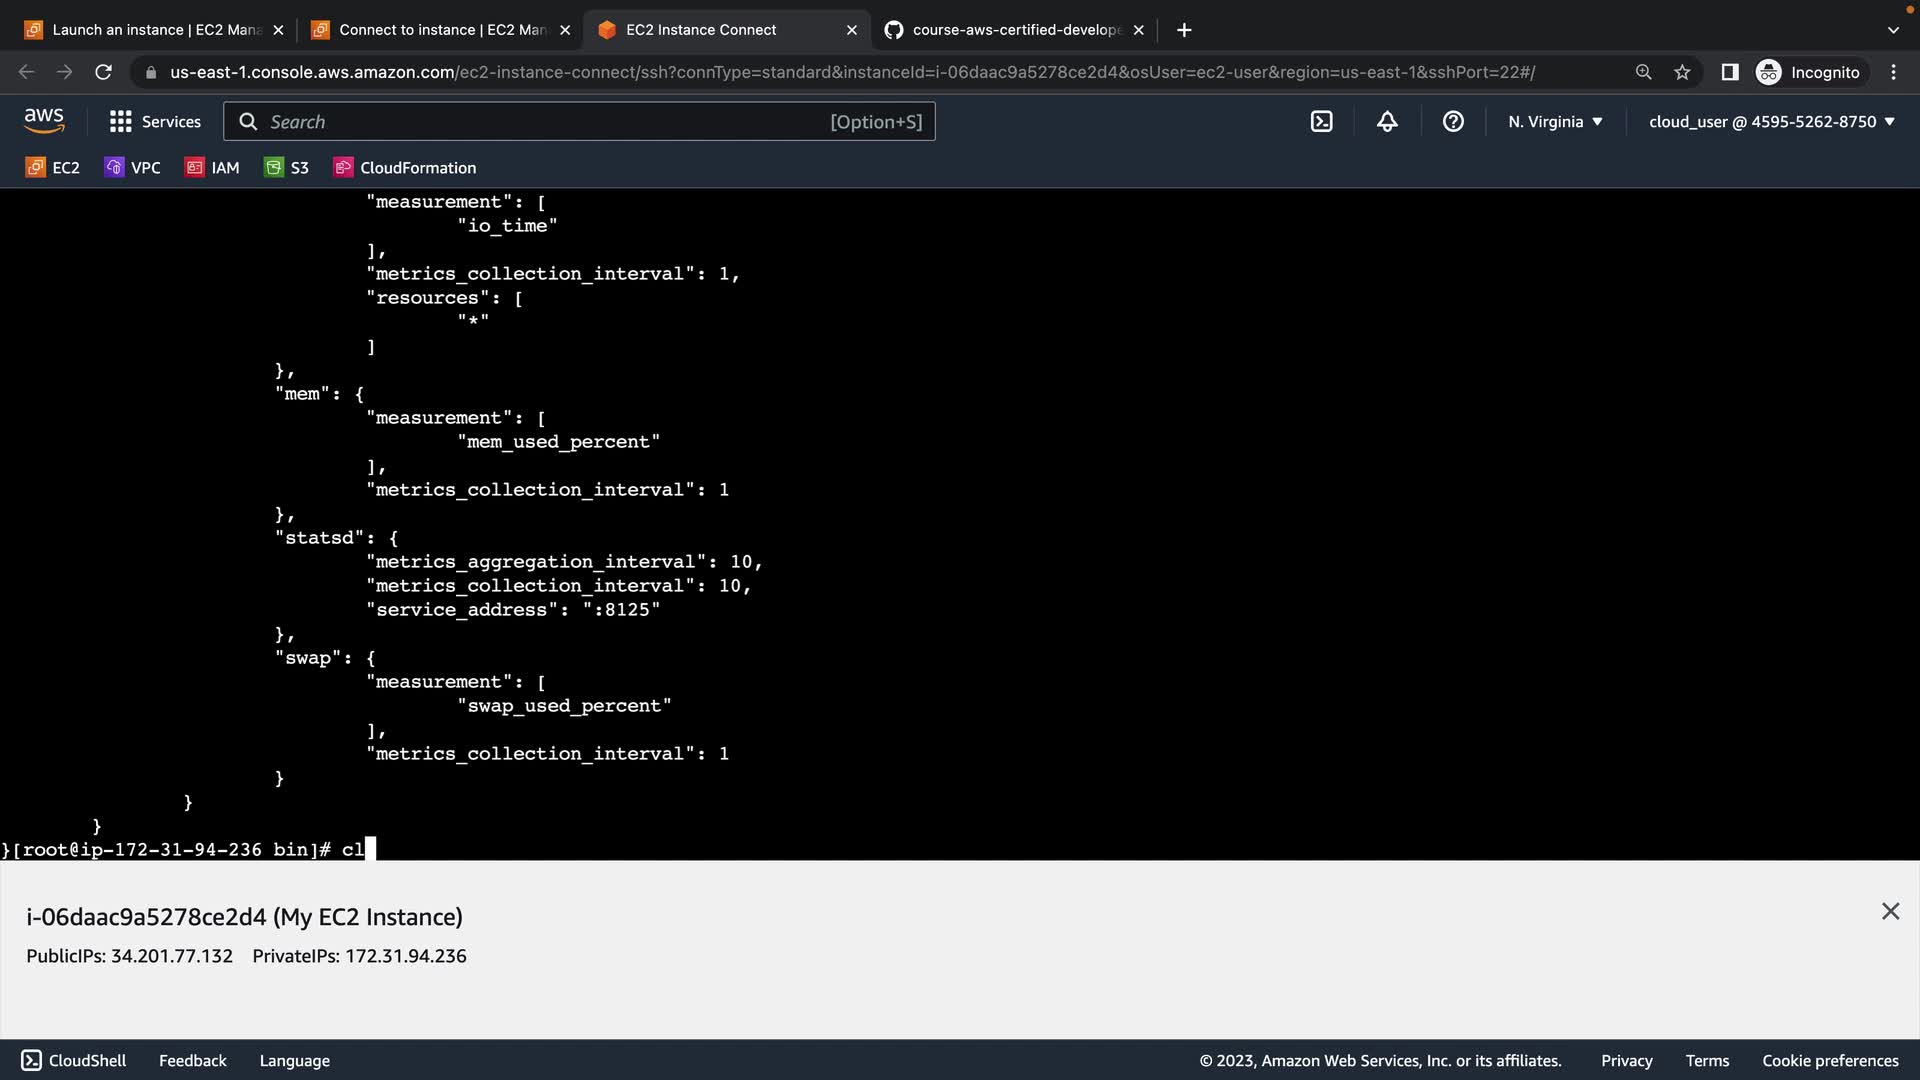 Launch an instance | EC2 Mana
Connect to instance | EC2 Man
EC2 Instance Connect
course-aws-certified-develope
us-east-1.console.aws.amazon.com/ec2-instance-connect/ssh?connType=standard&instanceId=i-06daac9a5278ce2d4&osUser=ec2-user&region=us-east-1&sshPort=22#/
Incognito
aws
Services
Search
[Option+S]
N. Virginia
cloud_user @ 4595-5262-8750
EC2
VPC
IAM
S3
CloudFormation
"measurement": [
"io_time"
],
"metrics_collection_interval": 1,
"resources": [
"*"
]
},
"mem": {
"measurement": [
"mem_used_percent"
],
"metrics_collection_interval": 1
},
"statsd": {
"metrics_aggregation_interval": 10,
"metrics_collection_interval": 10,
"service_address": ":8125"
},
"swap": {
"measurement": [
"swap_used_percent"
],
"metrics_collection_interval": 1
}
}
}
}[root@ip-172-31-94-236 bin]# cl
i-06daac9a5278ce2d4 (My EC2 Instance)
PublicIPs: 34.201.77.132 PrivateIPs: 172.31.94.236
CloudShell
Feedback
Language
© 2023, Amazon Web Services, Inc. or its affiliates.
Privacy
Terms
Cookie preferences